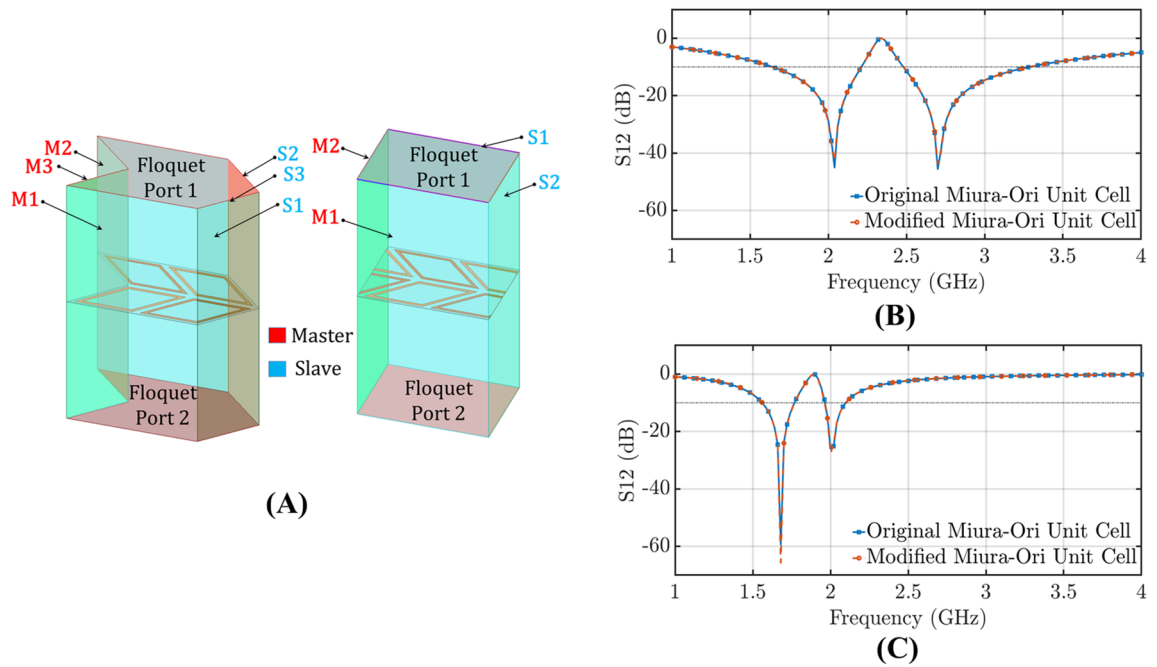 M2
M3
M1
Floquet
Port 1
S2
S3
S1
Floquet
Port 2
Master
Slave
M2
M1
Floquet
Port 1
S1
S2
Floquet
Port 2
(A)
0
-20
-40
-60
S12 (dB)
Original Miura-Ori Unit Cell
Modified Miura-Ori Unit Cell
1 1.5 2 2.5 3 3.5 4
Frequency (GHz)
(B)
0
-20
-40
-60
S12 (dB)
Original Miura-Ori Unit Cell
Modified Miura-Ori Unit Cell
1 1.5 2 2.5 3 3.5 4
Frequency (GHz)
(C)